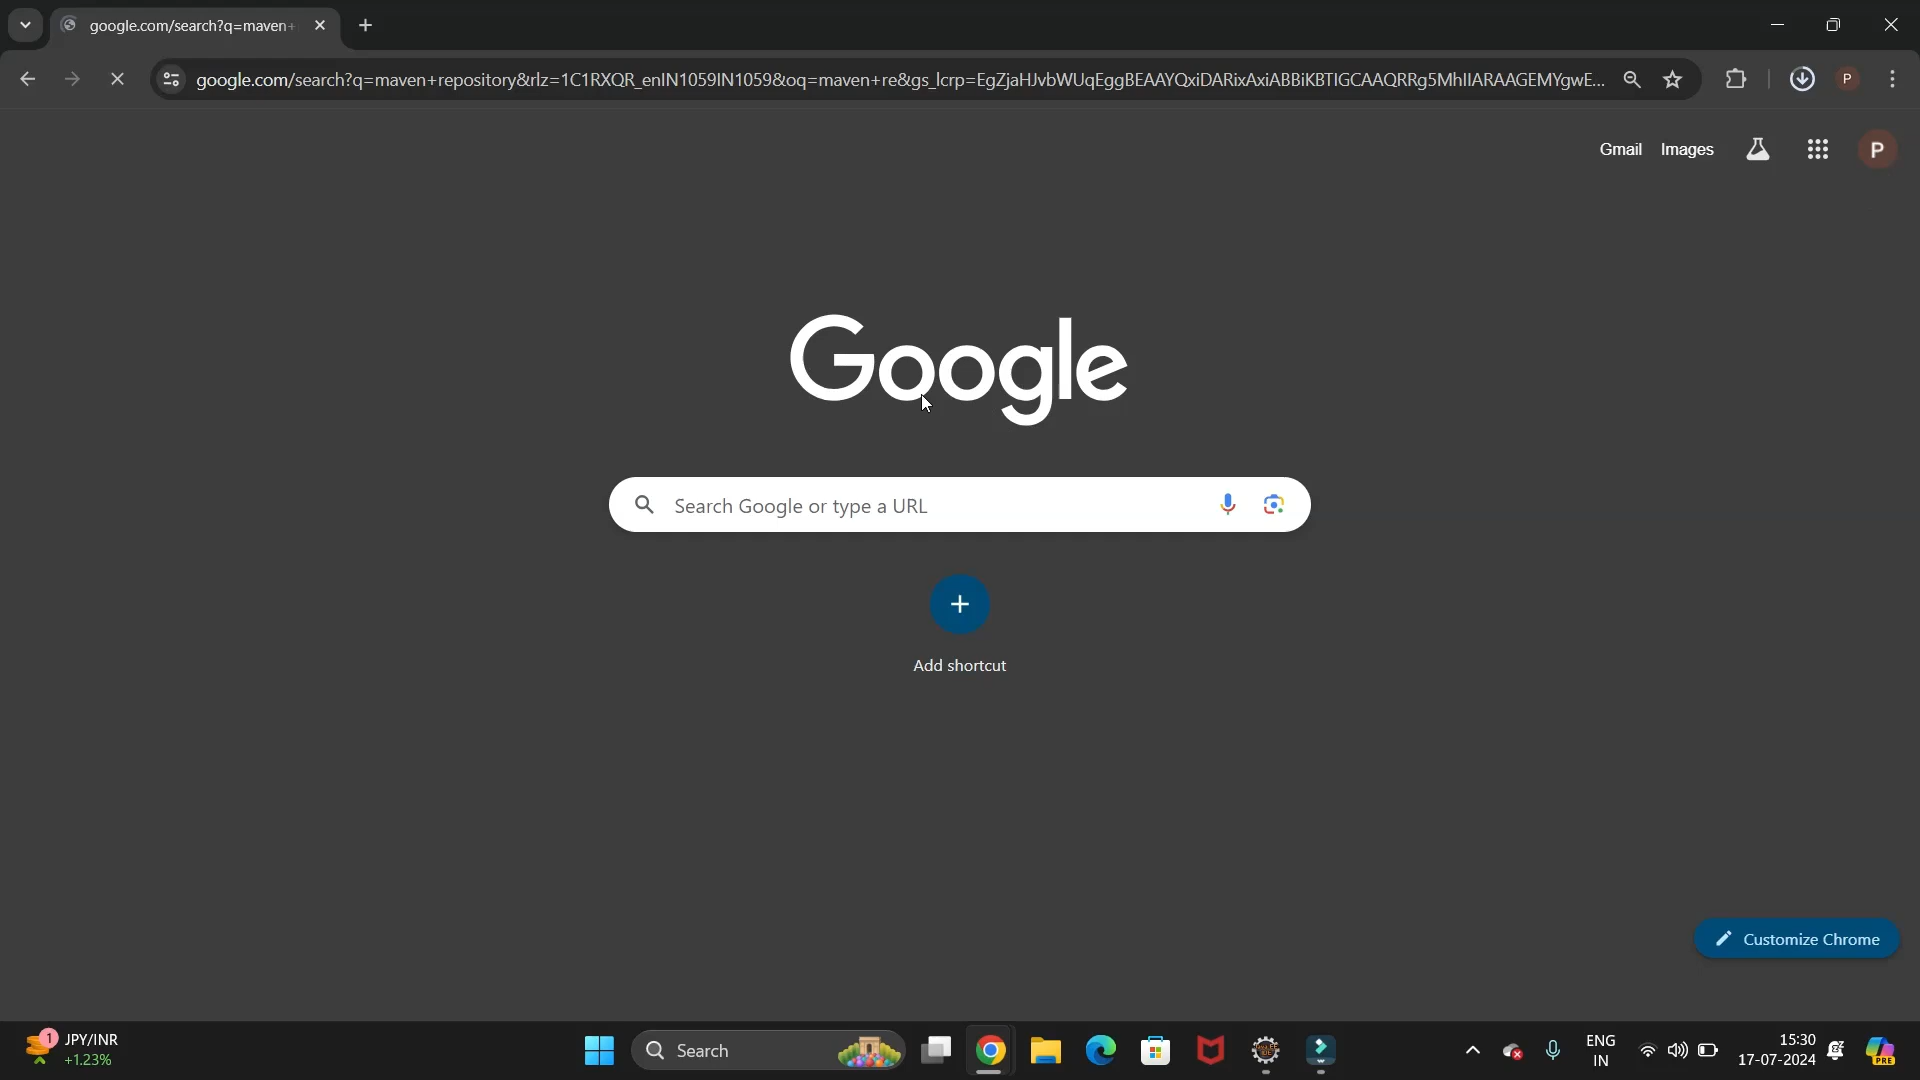 google.com/search?q=maven+
google.com/search?q=maven+repository&rlz=1C1RXQR_enIN1059IN1059&oq=maven+re&gs_lcrp=EgZjaHJvbWUqEggBEAAYQxiDARixAxiABBiKBTIGCAAQRRg5MhIIARAAGEMYgwE...
P
Gmail Images
P
Google
Search Google or type a URL
Add shortcut
Customize Chrome
1
JPY/INR
+1.23%
Search
ENG
IN
15:30
17-07-2024
PRE